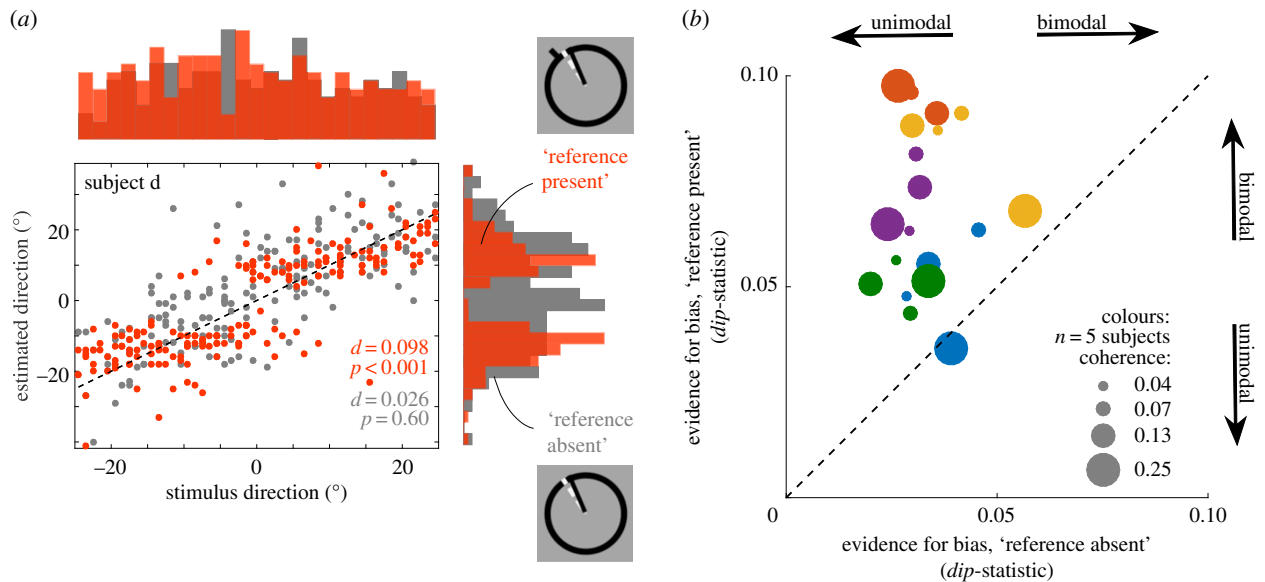 (a)
subject d
estimated direction (°)
20
0
−20
d = 0.098
p < 0.001
d = 0.026
p = 0.60
−20
0
20
stimulus direction (°)
‘reference
present’
‘reference
absent’
(b)
unimodal
bimodal
evidence for bias, ‘reference present’
(dip-statistic)
0.10
0.05
bimodal
unimodal
colours:
n = 5 subjects
coherence:
0.04
0.07
0.13
0.25
0
0.05
0.10
evidence for bias, ‘reference absent’
(dip-statistic)